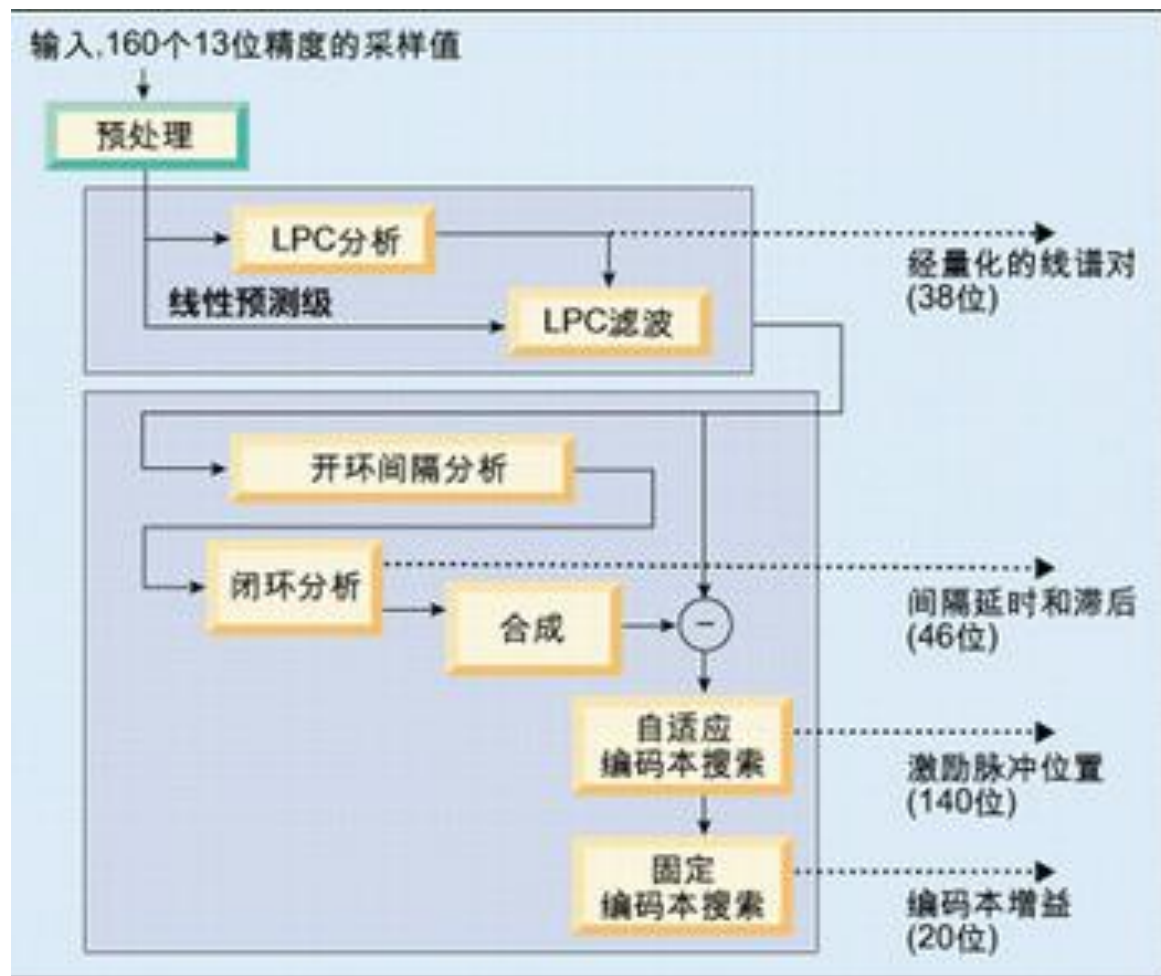 输入,160个13位精度的采样值
预处理
LPC分析
经量化的线谱对
(38位)
线性预测级
LPC滤波
开环间隔分析
闭环分析
合成
−
间隔延时和滞后
(46位)
自适应
编码本搜索
激励脉冲位置
(140位)
固定
编码本搜索
编码本增益
(20位)